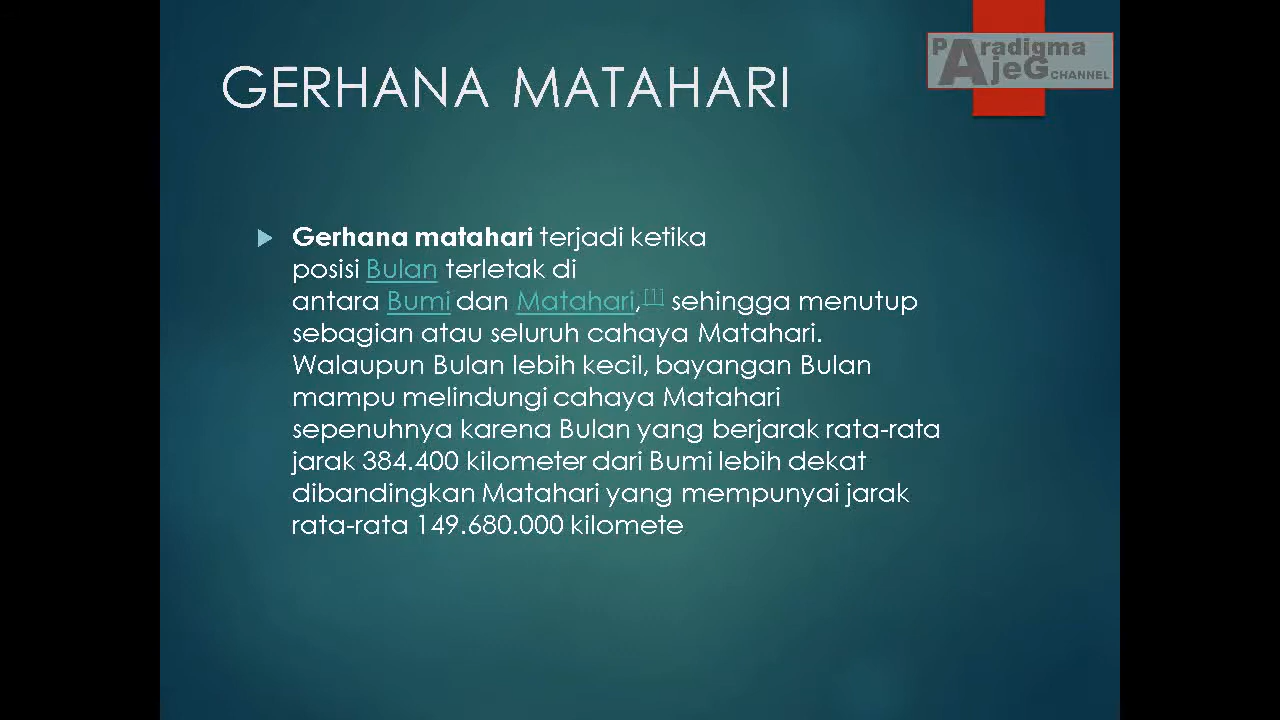 GERHANA MATAHARI
Paradigma
AjeG CHANNEL
Gerhana matahari terjadi ketika
posisi Bulan terletak di
antara Bumi dan Matahari,[1] sehingga menutup
sebagian atau seluruh cahaya Matahari.
Walaupun Bulan lebih kecil, bayangan Bulan
mampu melindungi cahaya Matahari
sepenuhnya karena Bulan yang berjarak rata-rata
jarak 384.400 kilometer dari Bumi lebih dekat
dibandingkan Matahari yang mempunyai jarak
rata-rata 149.680.000 kilomete